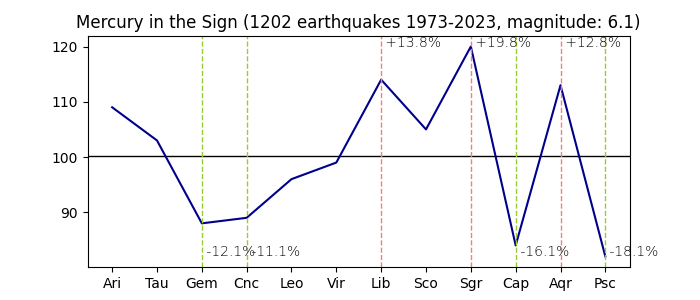 Mercury in the Sign (1202 earthquakes 1973-2023, magnitude: 6.1)
120
110
100
90
+13.8% +19.8% +12.8%
-12.1% -11.1% -16.1% -18.1%
Ari Tau Gem Cnc Leo Vir Lib Sco Sgr Cap Aqr Psc